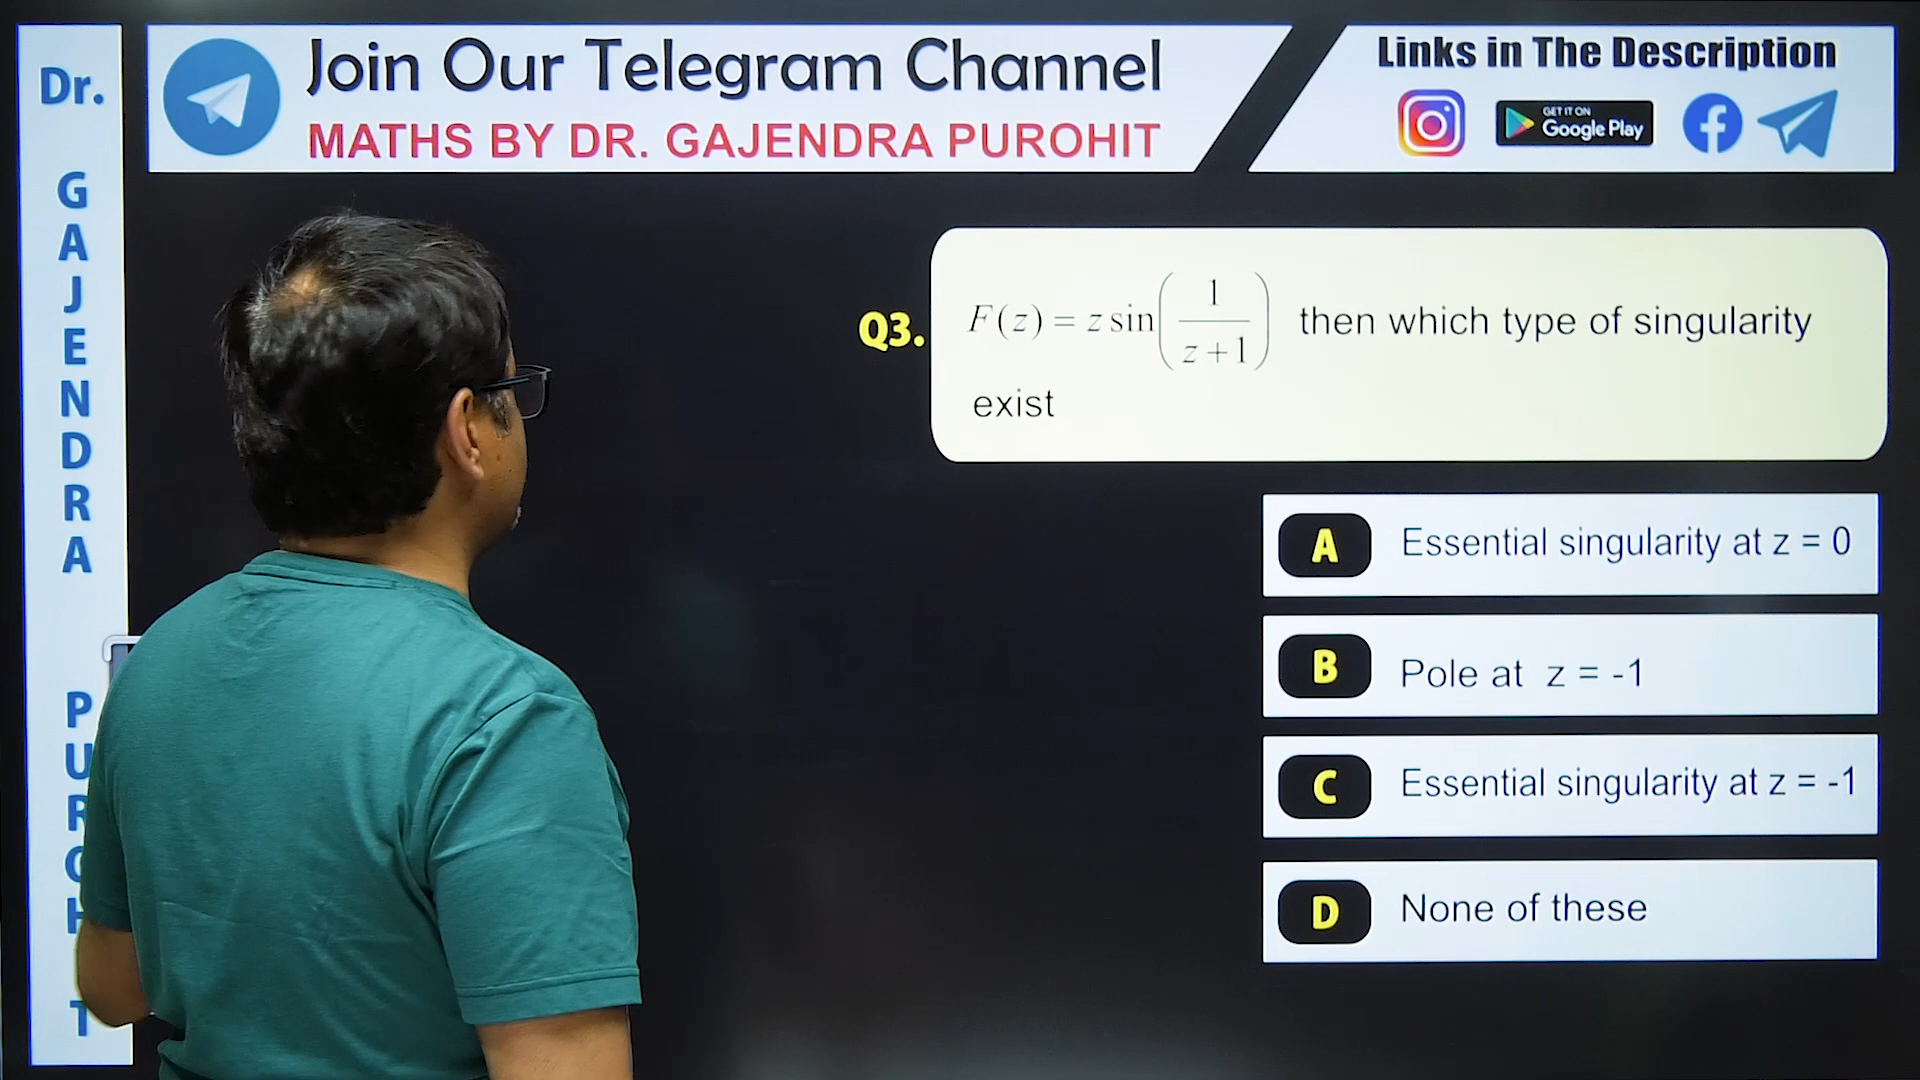 Dr.
GAJENDRA
PUROHIT
Join Our Telegram Channel
MATHS BY DR. GAJENDRA PUROHIT
Links in The Description
GET IT ON
Google Play
Q3.
F(z) = z sin(1/(z+1)) then which type of singularity
exist
A Essential singularity at z = 0
B Pole at z = -1
C Essential singularity at z = -1
D None of these